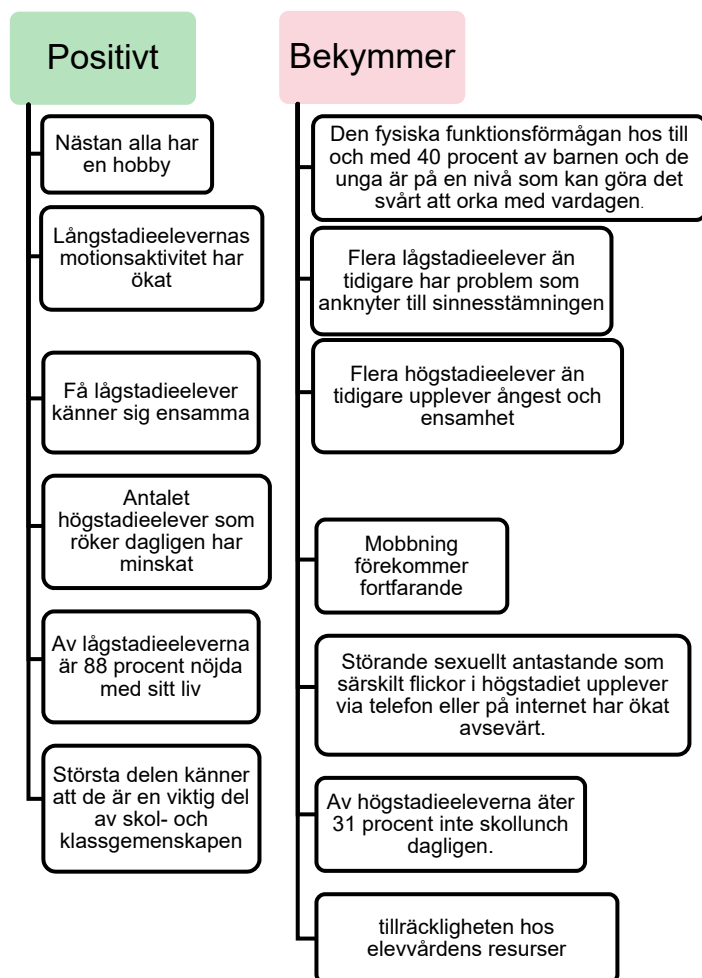 Positivt
Nästan alla har
en hobby
Långstadieelevernas
motionsaktivitet har
ökat
Få lågstadieelever
känner sig ensamma
Antalet
högstadieelever som
röker dagligen har
minskat
Av lågstadieeleverna
är 88 procent nöjda
med sitt liv
Största delen känner
att de är en viktig del
av skol- och
klassgemenskapen
Bekymmer
Den fysiska funktionsförmågan hos till
och med 40 procent av barnen och de
unga är på en nivå som kan göra det
svårt att orka med vardagen.
Flera lågstadieelever än
tidigare har problem som
anknyter till sinnesstämningen
Flera högstadieelever än
tidigare upplever ångest och
ensamhet
Mobbning
förekommer
fortfarande
Störande sexuellt antastande som
särskilt flickor i högstadiet upplever
via telefon eller på internet har ökat
avsevärt.
Av högstadieeleverna äter
31 procent inte skollunch
dagligen.
tillräckligheten hos
elevvårdens resurser